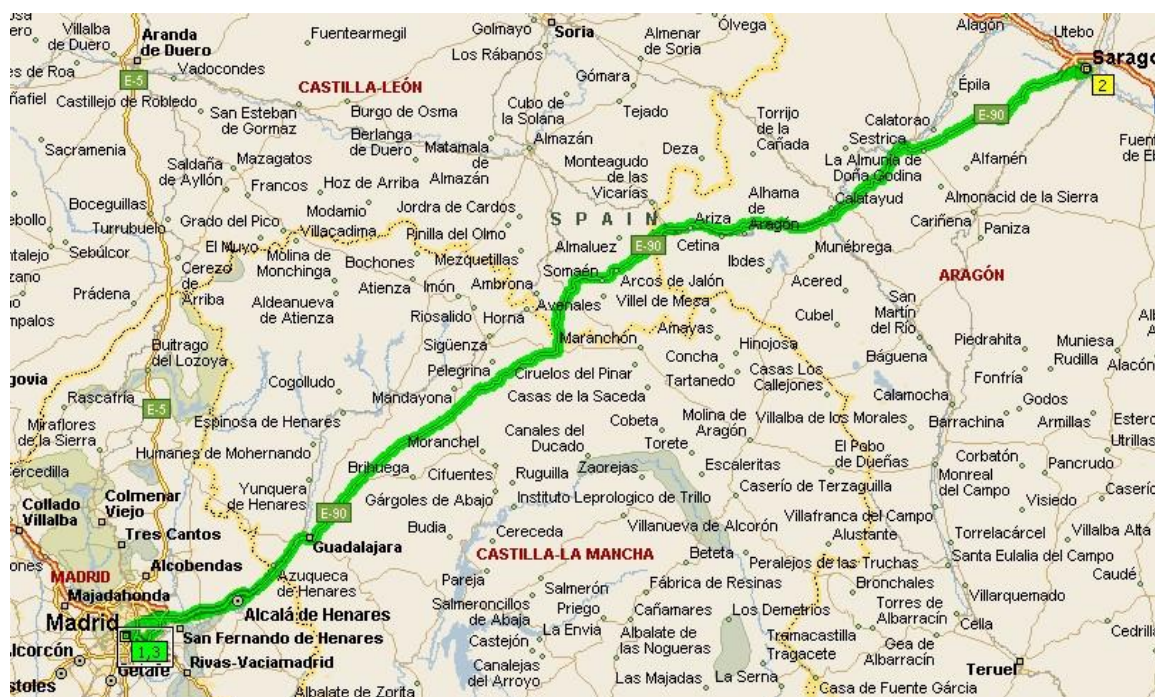 Aranda
de Duero
Villalba
de Duero
Fuentearmegil
Golmayo
Soria
Almenar
de Soria
Ólvega
Alagón
Utebo
Los Rábanos
Vadocondes
E-5
CASTILLA-LEÓN
Gómara
Épila
2
Castillejo de Robledo
San Esteban
de Gormaz
Burgo de Osma
Cubo de
la Solana
Tejado
Torrijo
de la
Cañada
Calatorao
E-90
Sestrica
Berlanga
de Duero
Matamala
de
Almazán
Almazán
Sacramenia
Saldaña
de Ayllón
Mazagatos
Monteagudo
de las
Vicarías
Deza
La Almunia de
Doña Godina
Alfamén
Francos
Hoz de Arriba
Alhama
de
Aragón
Calatayud
Almonacid de la Sierra
Boceguillas
Modamio
Jordra de Cardos
SPAIN
Ariza
Cariñena
Turrubuelo
Grado del Pico
Villacadima
Pinilla del Olmo
Almaluez
E-90
Cetina
Munébrega
Paniza
Sebúlcor
El Muyo
Molina de
Monchinga
Bochones
Mezquetillas
Somaén
Ibdes
ARAGÓN
Cerezo
de
Arriba
Atienza
Imón
Ambrona
Arcos de Jalón
Acered
Prádena
Aldeanueva
de Atienza
Avenales
Villel de Mesa
San
Martín
del Río
Riosalido
Horna
Cubel
Amayas
Maranchón
Piedrahita
Muniesa
Buitrago
del Lozoya
Sigüenza
Hinojosa
Báguena
Rudilla
Alacón
Concha
Pelegrina
Ciruelos del Pinar
Tartanedo
Casas Los
Callejones
Fonfría
Cogolludo
Rascafría
Mandayona
Casas de la Saceda
Calamocha
Godos
E-5
Espinosa de Henares
Cobeta
Molina de
Aragón
Villalba de los Morales
Barrachina
Armillas
Miraflores
de la Sierra
Moranchel
Canales del
Ducado
Torete
El Pobo
de Dueñas
Utrillas
Humanes de Mohernando
Brihuega
Cifuentes
Ruguilla
Zaorejas
Escaleritas
Corbatón
Pancrudo
Yunquera
de Henares
Gárgoles de Abajo
Instituto Leprologico de Trillo
Caserío de Terzaguilla
Monreal
del Campo
Visiedo
Collado
Villalba
Colmenar
Viejo
E-90
Budia
Cereceda
Villanueva de Alcorón
Villafranca del Campo
Torrelacárcel
Villalba Alta
Tres Cantos
Guadalajara
CASTILLA-LA MANCHA
Beteta
Alustante
Santa Eulalia del Campo
MADRID
Alcobendas
Azuqueca
de Henares
Pareja
Salmerón
Fábrica de Resinas
Peralejos de las Truchas
Bronchales
Caudé
Majadahonda
Alcalá de Henares
Salmeroncillos
de Abaja
Priego
Cañamares
Los Demetrios
Torres de
Albarracín
Villarquemado
Madrid
San Fernando de Henares
La Envia
Castejón
Albalate de
las Nogueras
Tramacastilla
Cella
1,3
Rivas-Vaciamadrid
Tragacete
Gea de
Albarracín
Getafe
Canalejas
del Arroyo
Las Majadas
La Serna
Teruel
Albalate de Zorita
Casa de Fuente García